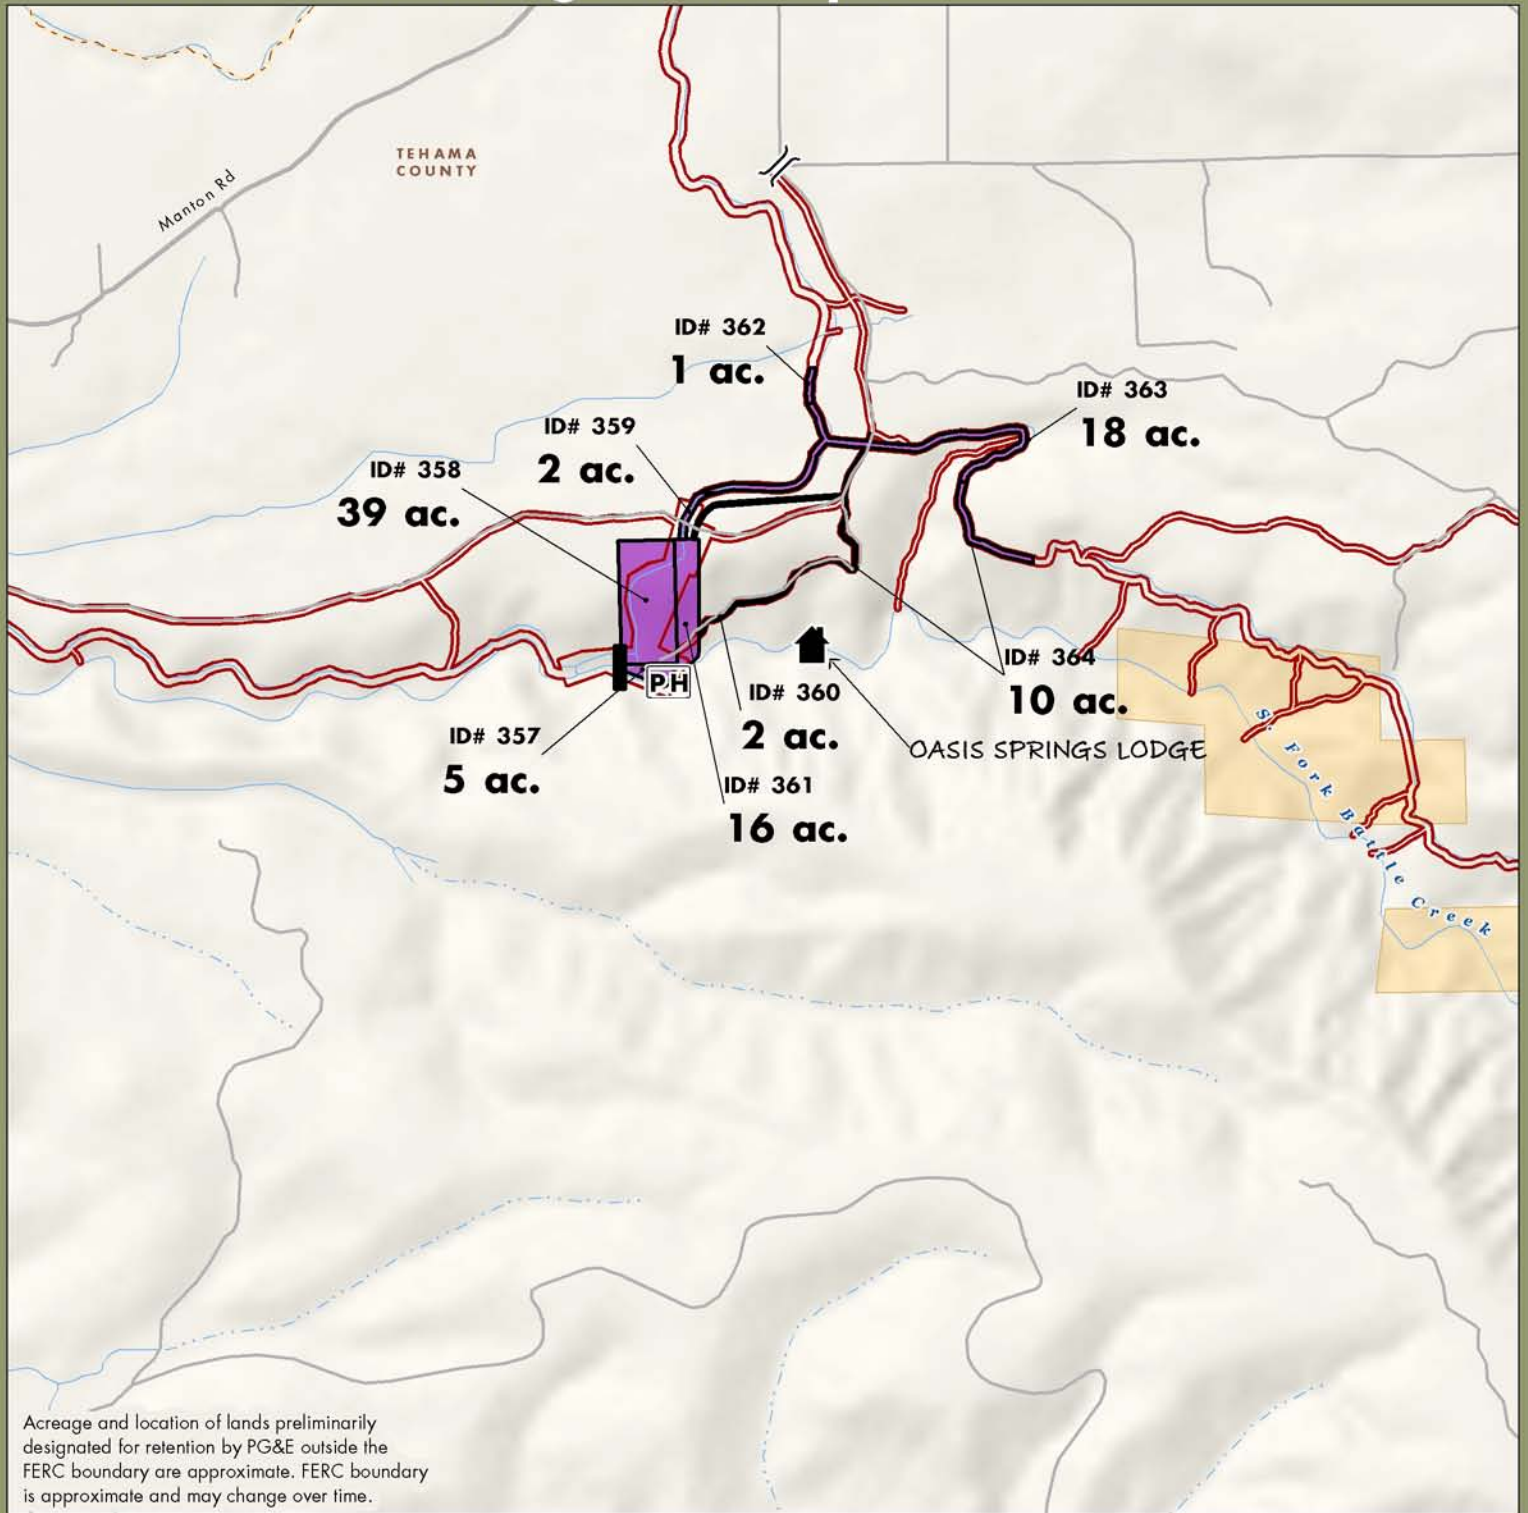 TEHAMA
COUNTY
Manton Rd
ID# 362
1 ac.
ID# 363
18 ac.
ID# 359
2 ac.
ID# 358
39 ac.
ID# 364
10 ac.
PH
ID# 360
2 ac.
ID# 357
5 ac.
OASIS SPRINGS LODGE
ID# 361
16 ac.
S. Fork Battle Creek
Acreage and location of lands preliminarily
designated for retention by PG&E outside the
FERC boundary are approximate. FERC boundary
is approximate and may change over time.